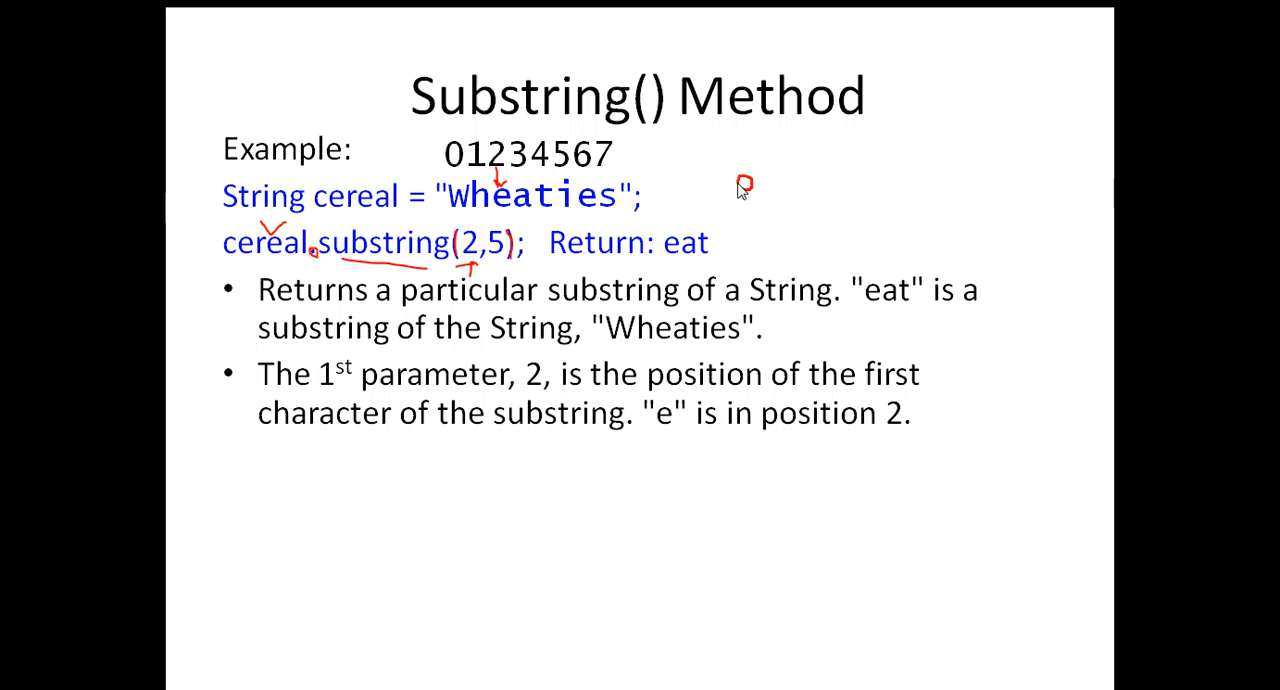 Substring() Method
Example: 01234567
String cereal = "Wheaties";
cereal.substring(2,5); Return: eat
• Returns a particular substring of a String. "eat" is a
substring of the String, "Wheaties".
• The 1st parameter, 2, is the position of the first
character of the substring. "e" is in position 2.